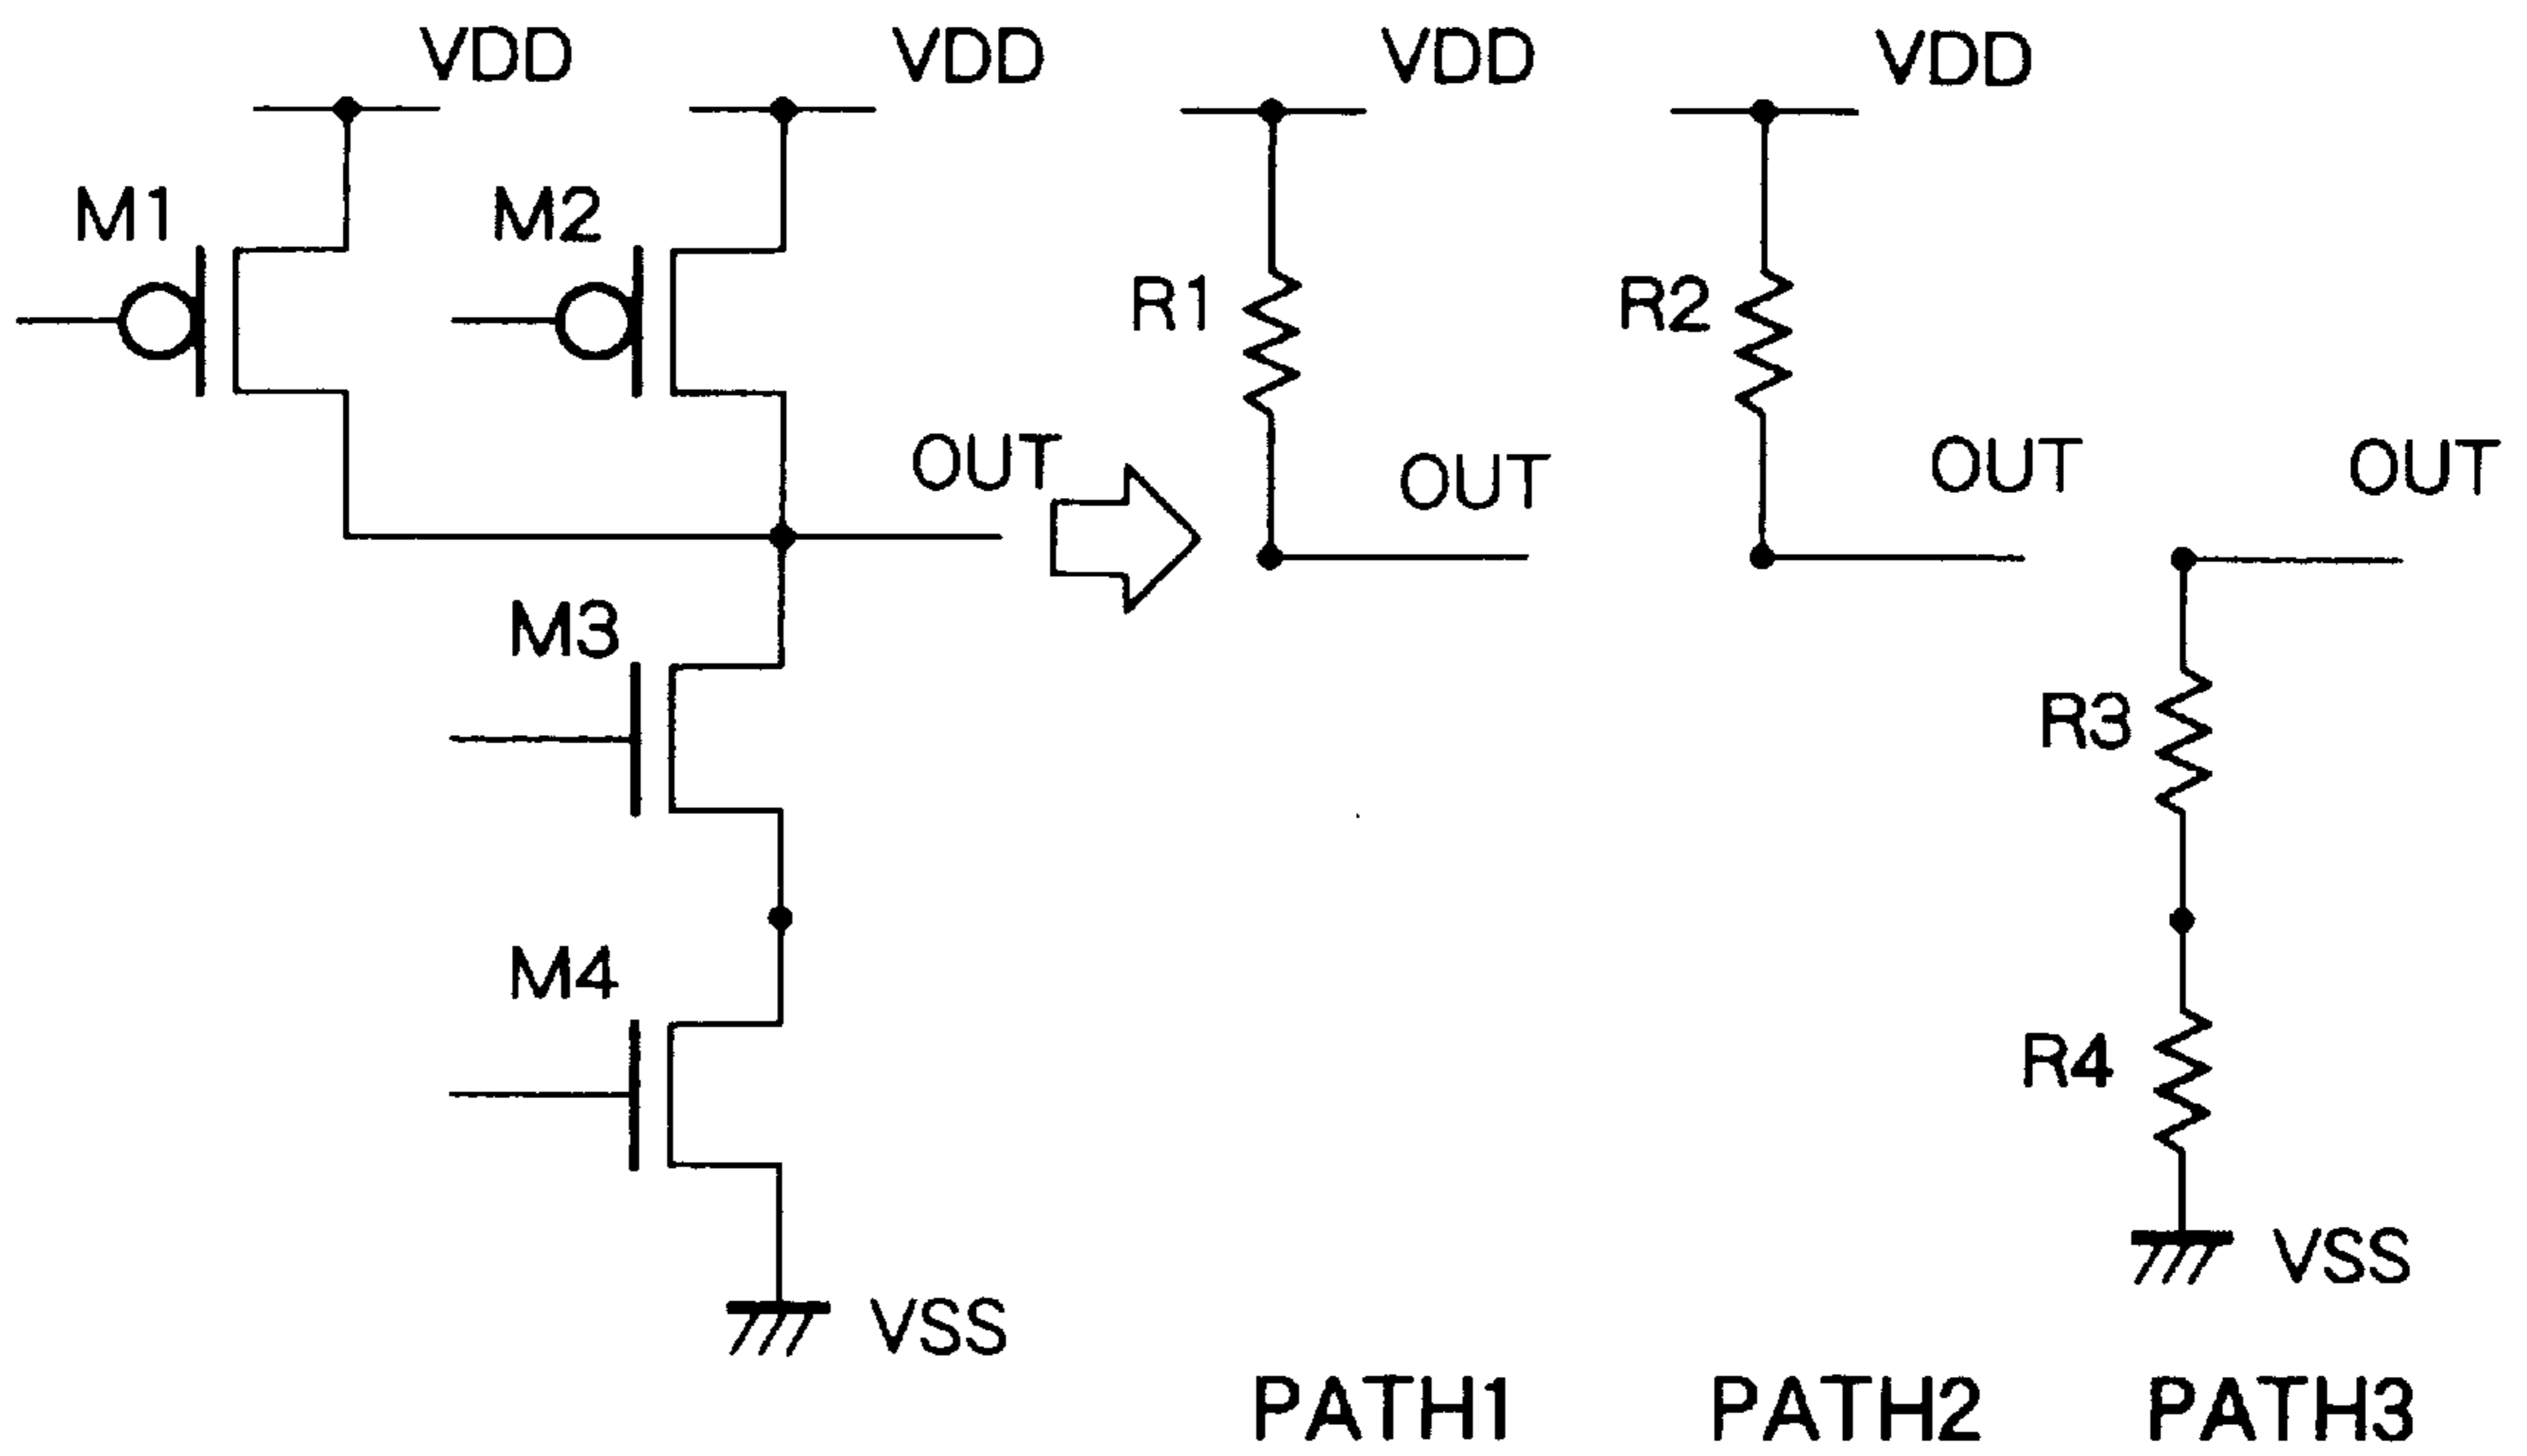 VDD
VDD
VDD
VDD
M1
M2
R1
R2
OUT
OUT
OUT
OUT
M3
R3
M4
R4
VSS
VSS
PATH1
PATH2
PATH3